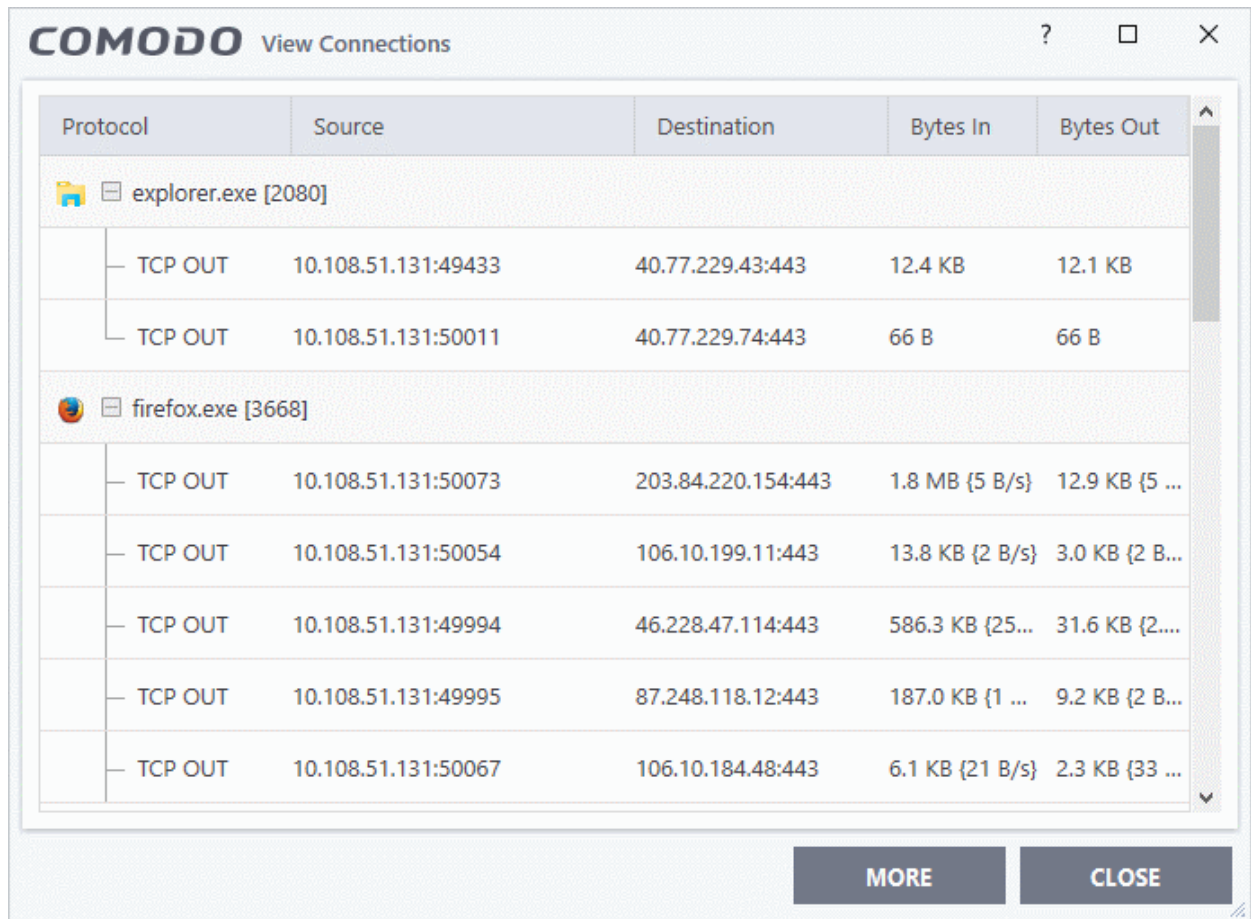 COMODO View Connections ?
Protocol Source Destination Bytes In Bytes Out
explorer.exe [2080]
TCP OUT 10.108.51.131:49433 40.77.229.43:443 12.4 KB 12.1 KB
TCP OUT 10.108.51.131:50011 40.77.229.74:443 66 B 66 B
firefox.exe [3668]
TCP OUT 10.108.51.131:50073 203.84.220.154:443 1.8 MB {5 B/s} 12.9 KB {5 ...
TCP OUT 10.108.51.131:50054 106.10.199.11:443 13.8 KB {2 B/s} 3.0 KB {2 B...
TCP OUT 10.108.51.131:49994 46.228.47.114:443 586.3 KB {25... 31.6 KB {2....
TCP OUT 10.108.51.131:49995 87.248.118.12:443 187.0 KB {1 ... 9.2 KB {2 B...
TCP OUT 10.108.51.131:50067 106.10.184.48:443 6.1 KB {21 B/s} 2.3 KB {33 ...
MORE CLOSE